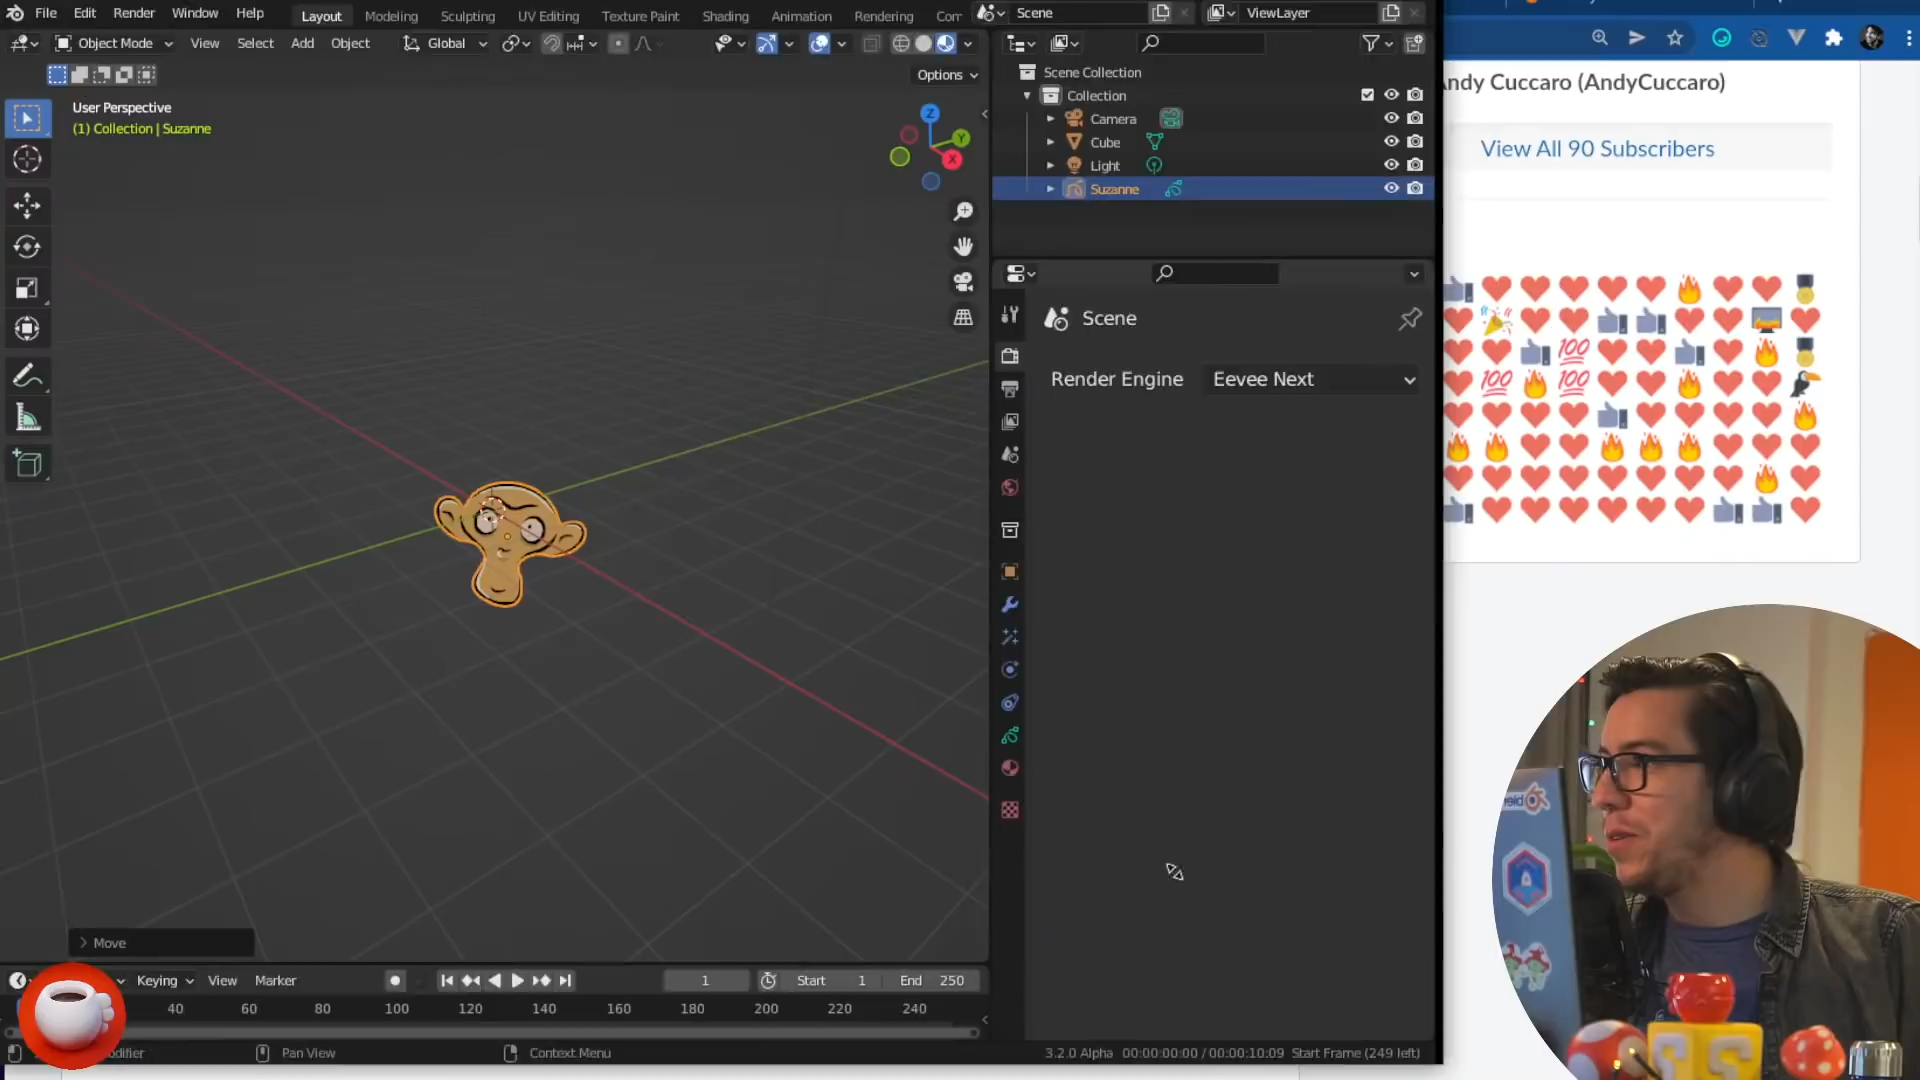 File Edit Render Window Help Layout Modeling Sculpting UV Editing Texture Paint Shading Animation Rendering Com Scene ViewLayer
Object Mode View Select Add Object Global
Options
User Perspective
(1) Collection | Suzanne
Z
Y
X
Scene Collection
Collection
Camera
Cube
Light
Suzanne
Scene
Render Engine Eevee Next
ndy Cuccaro (AndyCuccaro)
View All 90 Subscribers
100
100 100
Move
Keying View Marker 1 Start 1 End 250
40 60 80 100 120 140 160 180 200 220 240
odifier Pan View Context Menu 3.2.0 Alpha 00:00:00:00 / 00:00:10:09 Start Frame (249 left)